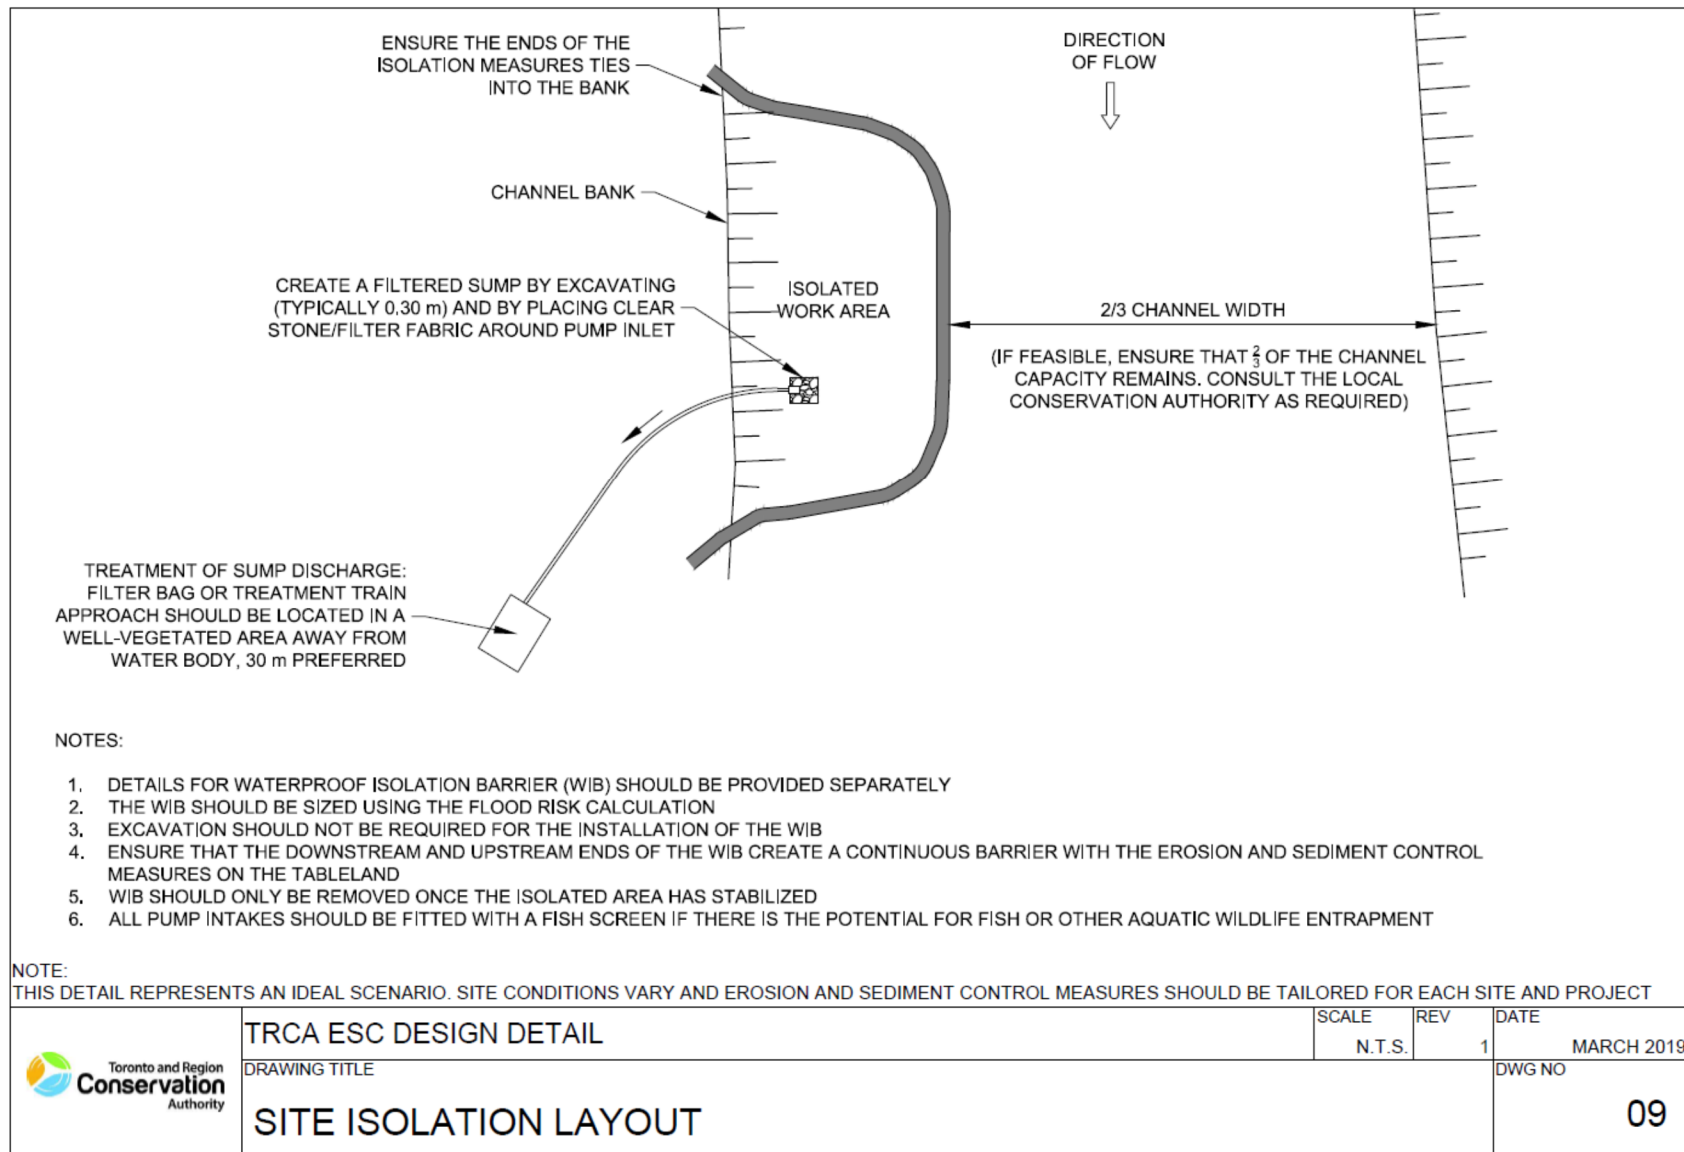 ENSURE THE ENDS OF THE
ISOLATION MEASURES TIES
INTO THE BANK
DIRECTION
OF FLOW
CHANNEL BANK
CREATE A FILTERED SUMP BY EXCAVATING
(TYPICALLY 0.30 m) AND BY PLACING CLEAR
STONE/FILTER FABRIC AROUND PUMP INLET
ISOLATED
WORK AREA
2/3 CHANNEL WIDTH
(IF FEASIBLE, ENSURE THAT 2/3 OF THE CHANNEL
CAPACITY REMAINS. CONSULT THE LOCAL
CONSERVATION AUTHORITY AS REQUIRED)
TREATMENT OF SUMP DISCHARGE:
FILTER BAG OR TREATMENT TRAIN
APPROACH SHOULD BE LOCATED IN A
WELL-VEGETATED AREA AWAY FROM
WATER BODY, 30 m PREFERRED
NOTES:
1. DETAILS FOR WATERPROOF ISOLATION BARRIER (WIB) SHOULD BE PROVIDED SEPARATELY
2. THE WIB SHOULD BE SIZED USING THE FLOOD RISK CALCULATION
3. EXCAVATION SHOULD NOT BE REQUIRED FOR THE INSTALLATION OF THE WIB
4. ENSURE THAT THE DOWNSTREAM AND UPSTREAM ENDS OF THE WIB CREATE A CONTINUOUS BARRIER WITH THE EROSION AND SEDIMENT CONTROL
MEASURES ON THE TABLELAND
5. WIB SHOULD ONLY BE REMOVED ONCE THE ISOLATED AREA HAS STABILIZED
6. ALL PUMP INTAKES SHOULD BE FITTED WITH A FISH SCREEN IF THERE IS THE POTENTIAL FOR FISH OR OTHER AQUATIC WILDLIFE ENTRAPMENT
NOTE:
THIS DETAIL REPRESENTS AN IDEAL SCENARIO. SITE CONDITIONS VARY AND EROSION AND SEDIMENT CONTROL MEASURES SHOULD BE TAILORED FOR EACH SITE AND PROJECT
Toronto and Region
Conservation
Authority
TRCA ESC DESIGN DETAIL
SCALE
N.T.S.
REV
1
DATE
MARCH 2019
DRAWING TITLE
SITE ISOLATION LAYOUT
DWG NO
09